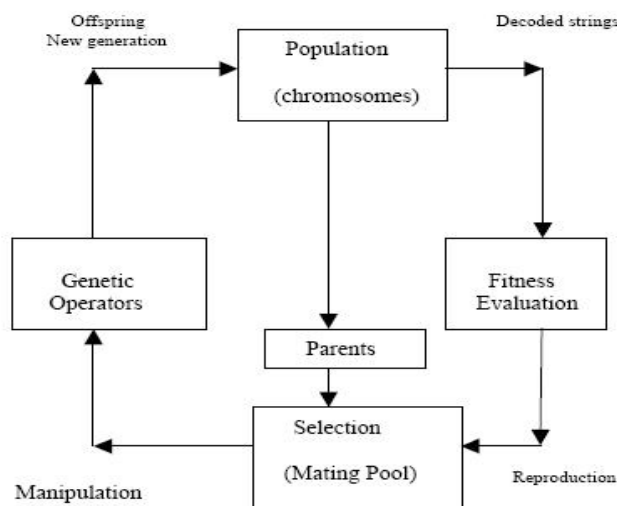 Offspring
New generation
Decoded strings
Population
(chromosomes)
Genetic
Operators
Fitness
Evaluation
Parents
Selection
(Mating Pool)
Manipulation
Reproduction